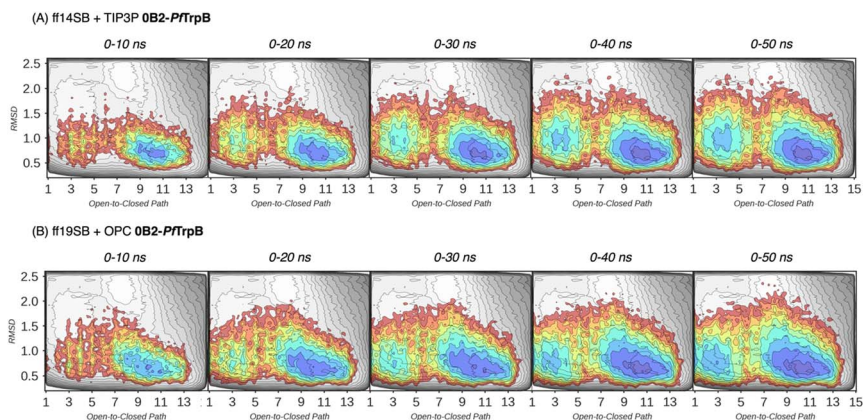 (A) ff14SB + TIP3P 0B2-PfTrpB
0-10 ns 0-20 ns 0-30 ns 0-40 ns 0-50 ns
2.5
2.0
1.5
1.0
0.5
RMSD
1 3 5 7 9 11 13 1 3 5 7 9 11 13 1 3 5 7 9 11 13 1 3 5 7 9 11 13 1 3 5 7 9 11 13 15
Open-to-Closed Path Open-to-Closed Path Open-to-Closed Path Open-to-Closed Path Open-to-Closed Path
(B) ff19SB + OPC 0B2-PfTrpB
0-10 ns 0-20 ns 0-30 ns 0-40 ns 0-50 ns
2.5
2.0
1.5
1.0
0.5
RMSD
1 3 5 7 9 11 13 1 3 5 7 9 11 13 1 3 5 7 9 11 13 1 3 5 7 9 11 13 1 3 5 7 9 11 13 15
Open-to-Closed Path Open-to-Closed Path Open-to-Closed Path Open-to-Closed Path Open-to-Closed Path